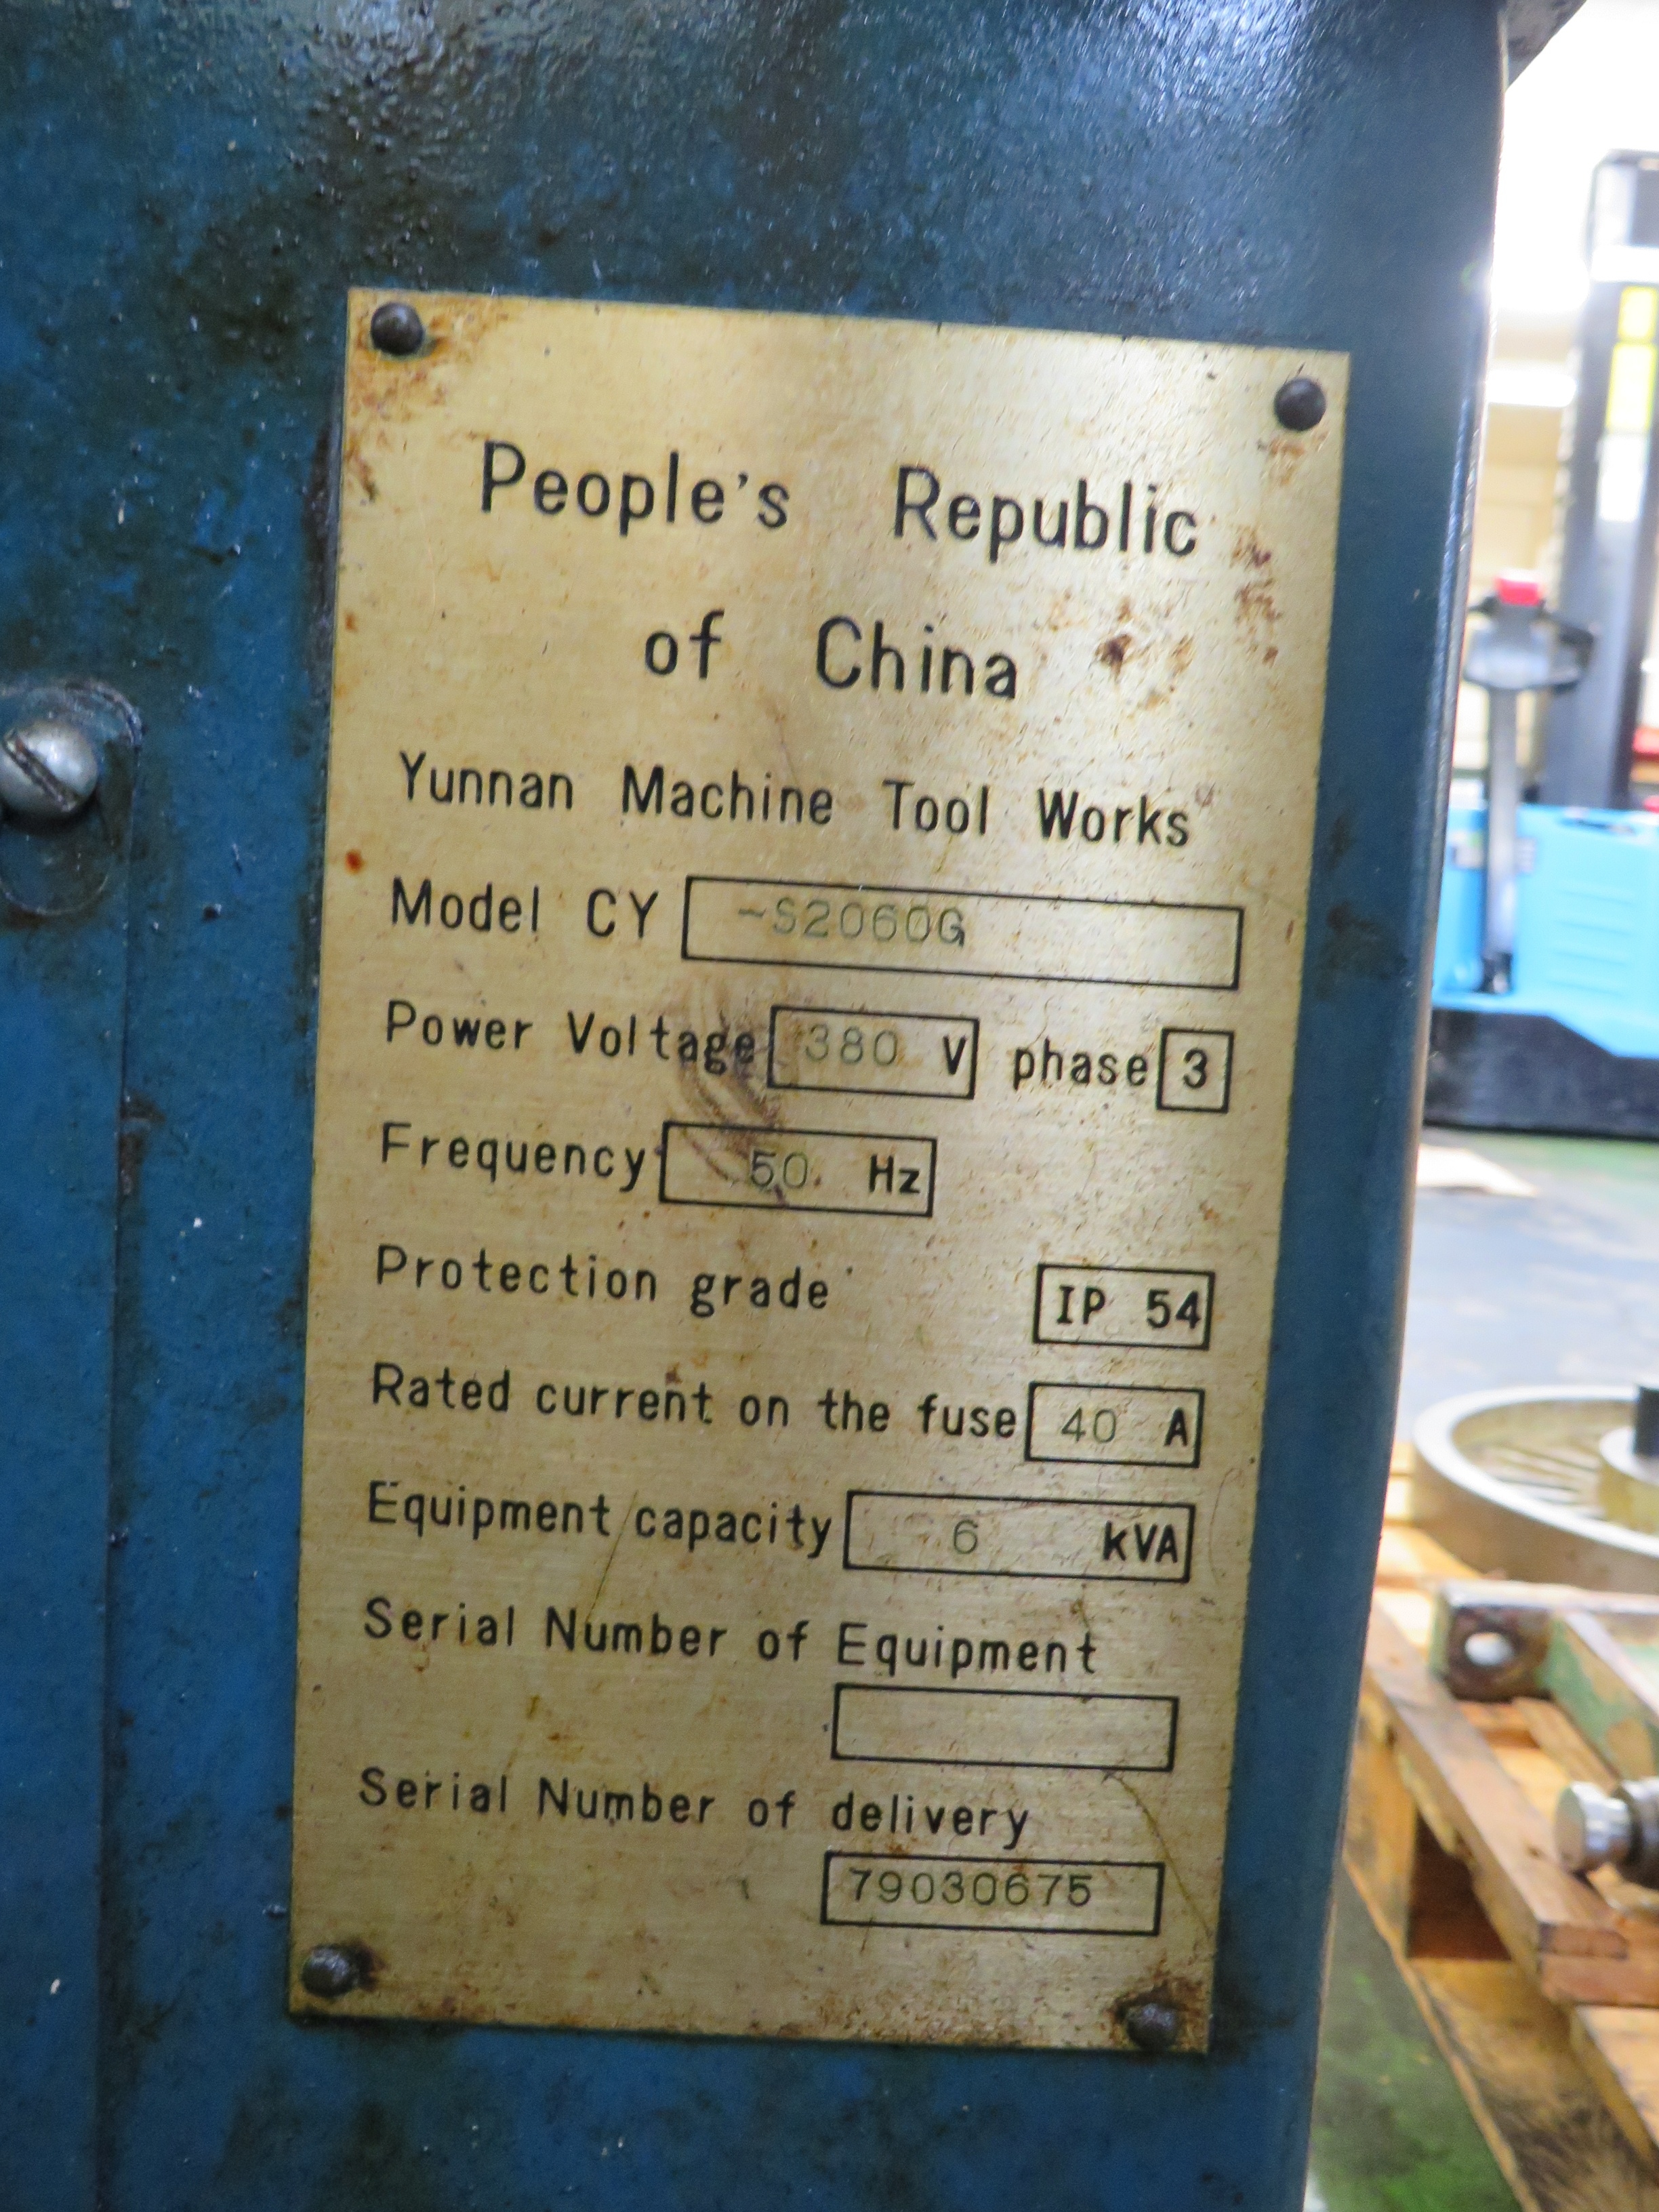 People's Republic
of China
Yunnan Machine Tool Works
Model CY -S2060G
Power Voltage 380 V phase 3
Frequency 50 Hz
Protection grade IP 54
Rated current on the fuse 40 A
Equipment capacity 6 kVA
Serial Number of Equipment
Serial Number of delivery
79030675